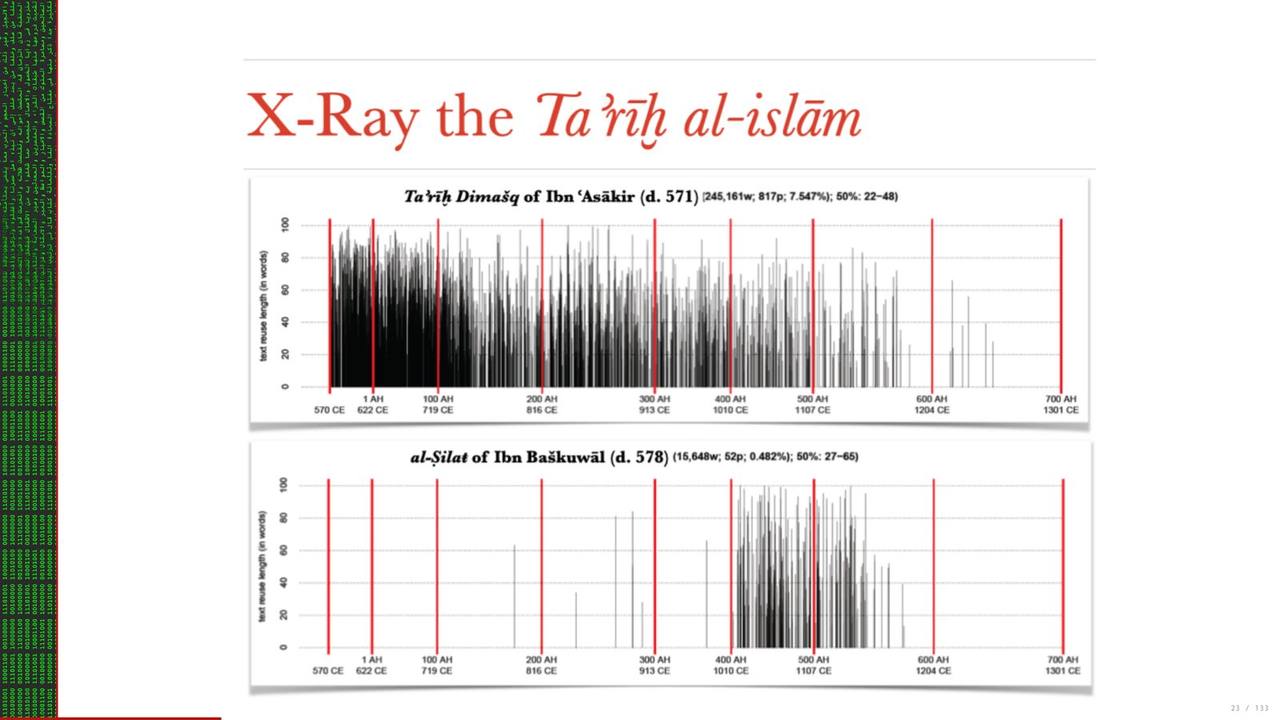 X-Ray the Taʾrīḫ al-islām
Taʾrīḫ Dimašq of Ibn ʿAsākir (d. 571) (245,161w; 817p; 7.547%); 50%: 22–48)
text reuse length (in words)
100
80
60
40
20
0
1 AH 100 AH 200 AH 300 AH 400 AH 500 AH 600 AH 700 AH
570 CE 622 CE 719 CE 816 CE 913 CE 1010 CE 1107 CE 1204 CE 1301 CE
al-Ṣilaŧ of Ibn Baškuwāl (d. 578) (15,648w; 52p; 0.482%); 50%: 27–65)
text reuse length (in words)
100
80
60
40
20
0
1 AH 100 AH 200 AH 300 AH 400 AH 500 AH 600 AH 700 AH
570 CE 622 CE 719 CE 816 CE 913 CE 1010 CE 1107 CE 1204 CE 1301 CE
23 / 133